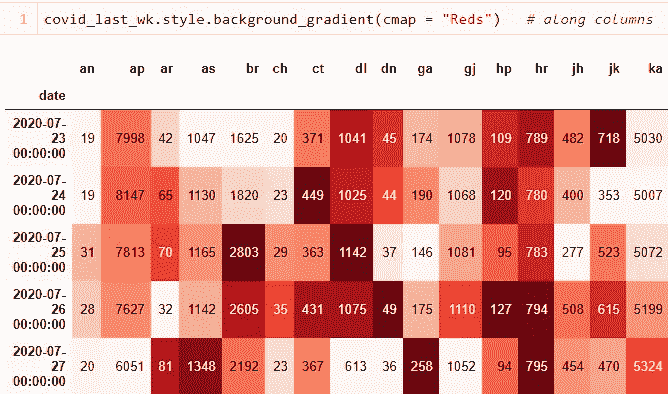 1 covid_last_wk.style.background_gradient(cmap = "Reds") # along columns
an ap ar as br ch ct dl dn ga gj hp hr jh jk ka
date
2020-07-
23 19 7998 42 1047 1625 20 371 1041 45 174 1078 109 789 482 718 5030
00:00:00
2020-07-
24 19 8147 65 1130 1820 23 449 1025 44 190 1068 120 780 400 353 5007
00:00:00
2020-07-
25 31 7813 70 1165 2803 29 363 1142 37 146 1081 95 783 277 523 5072
00:00:00
2020-07-
26 28 7627 32 1142 2605 35 431 1075 49 175 1110 127 794 508 615 5199
00:00:00
2020-07-
27 20 6051 81 1348 2192 23 367 613 36 258 1052 94 795 454 470 5324
00:00:00